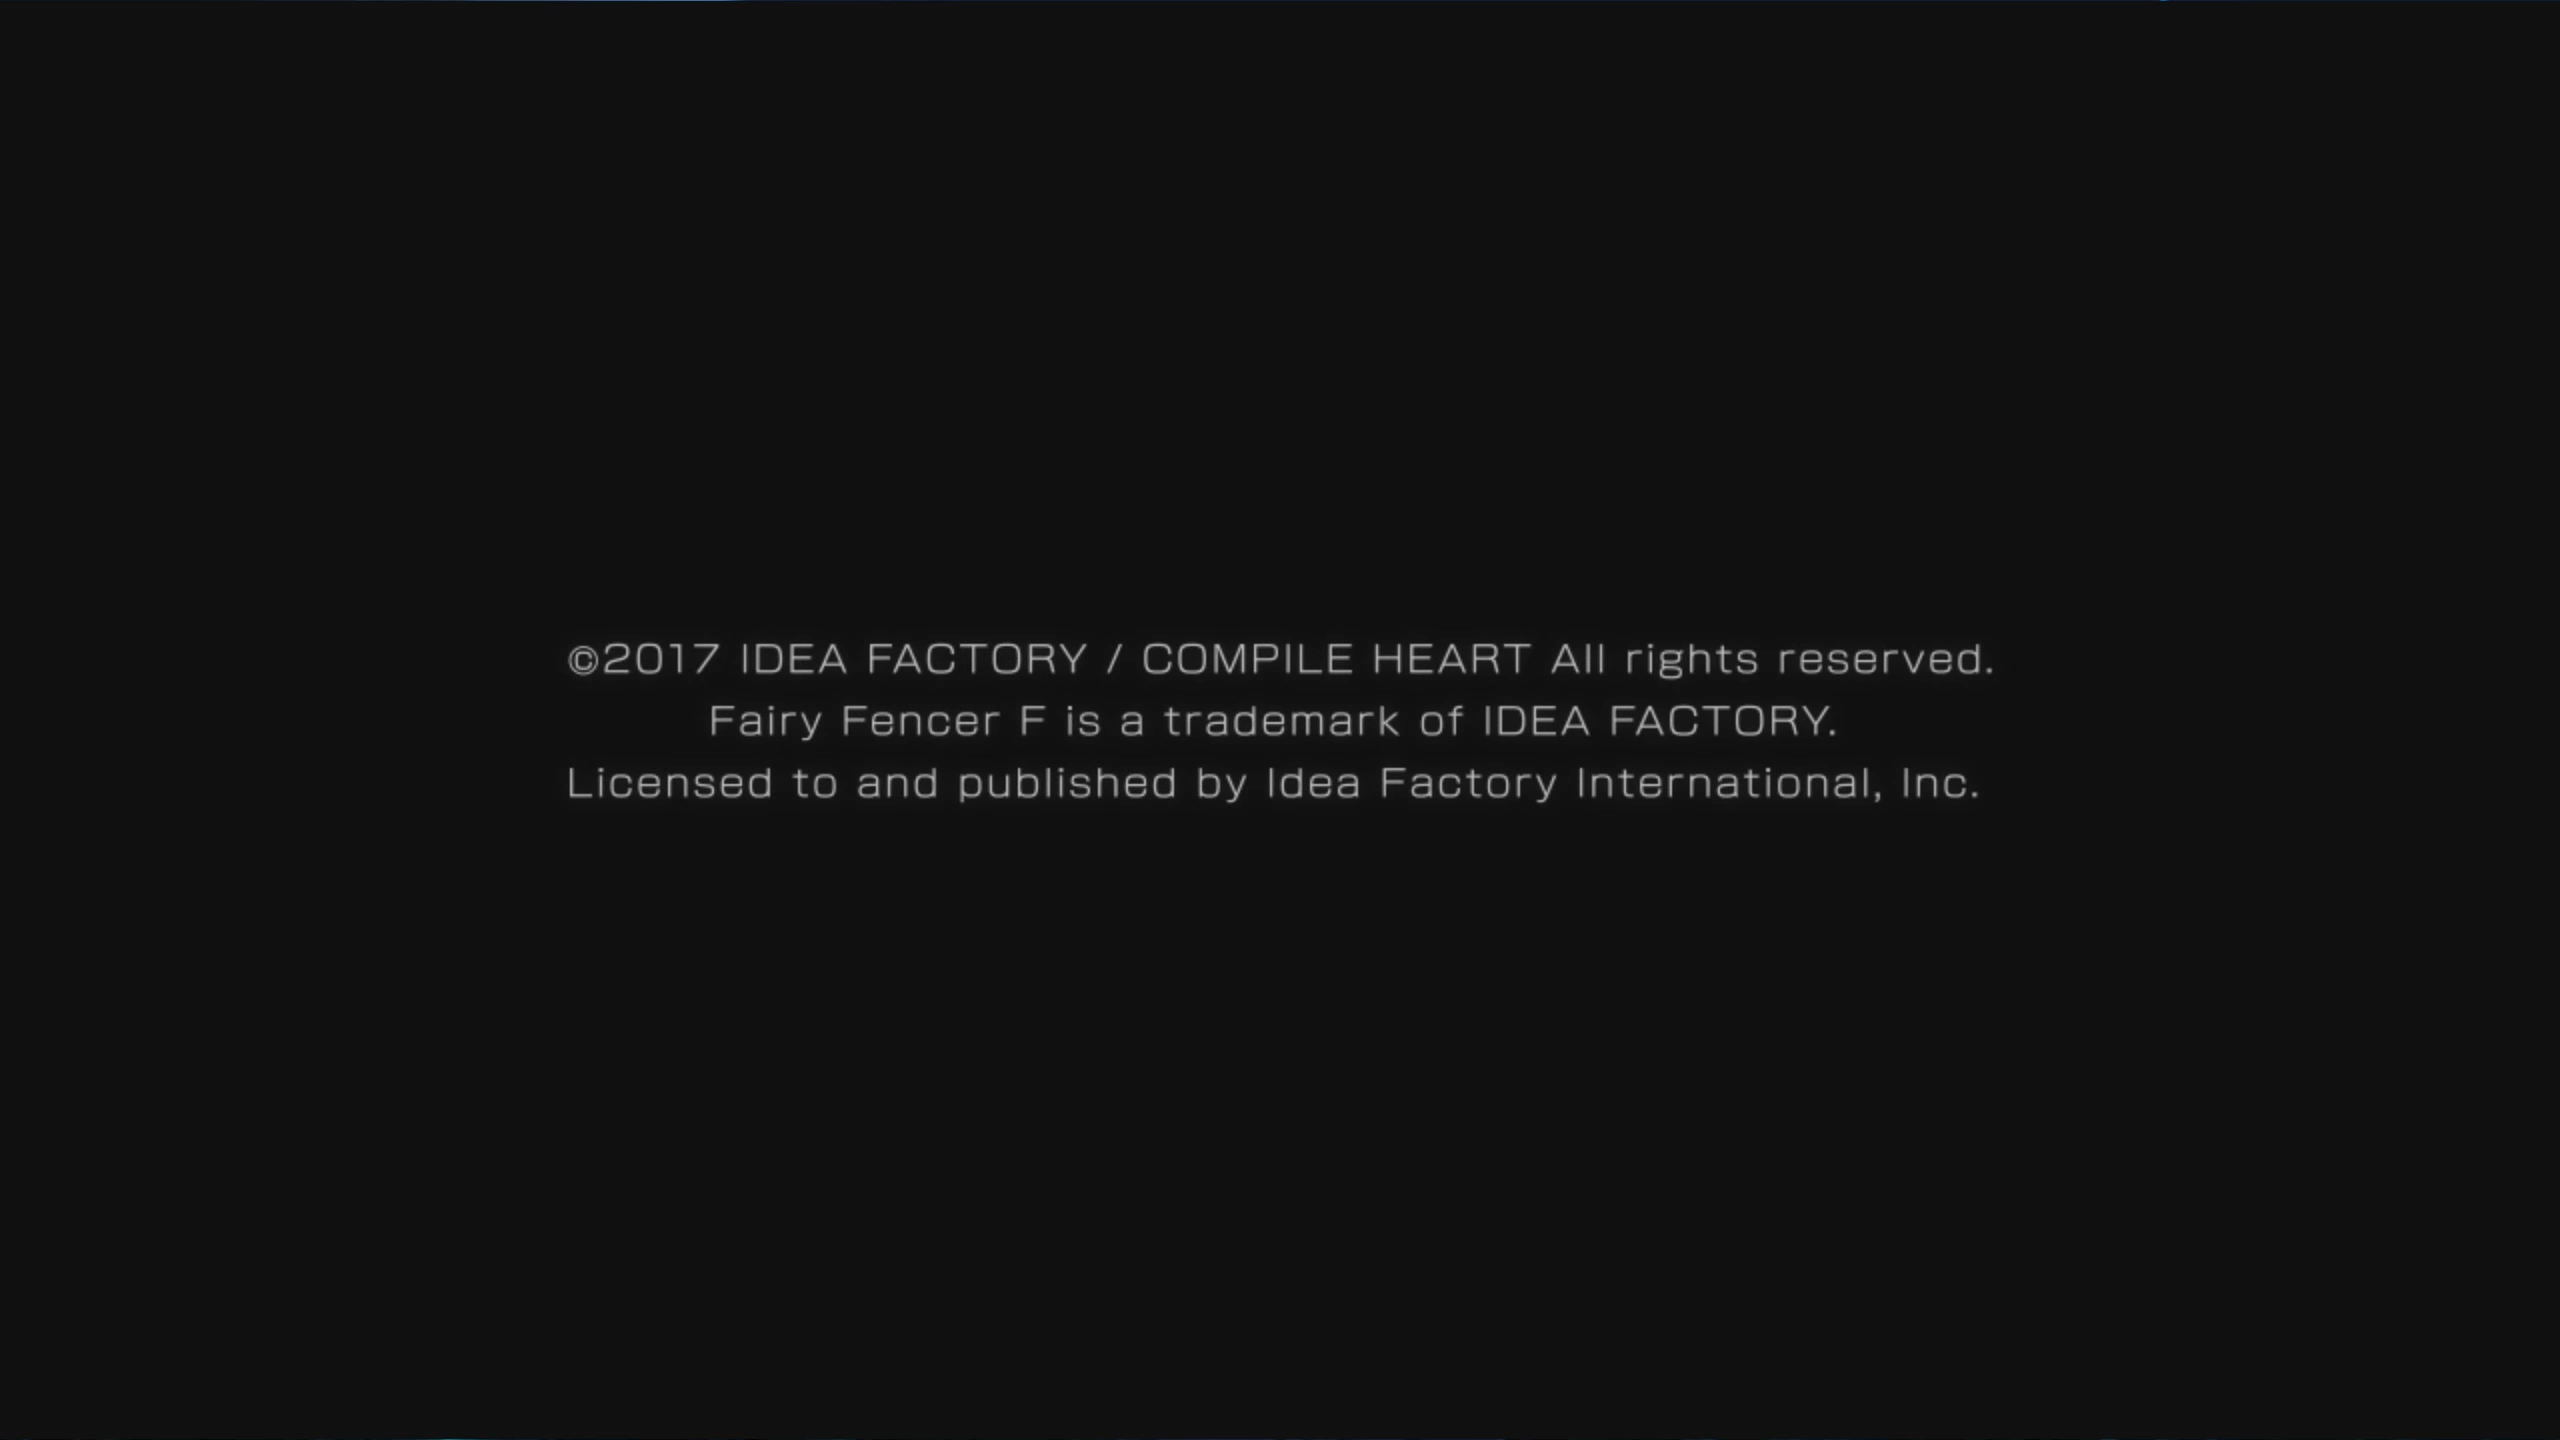 ©2017 IDEA FACTORY / COMPILE HEART All rights reserved.
Fairy Fencer F is a trademark of IDEA FACTORY.
Licensed to and published by Idea Factory International, Inc.